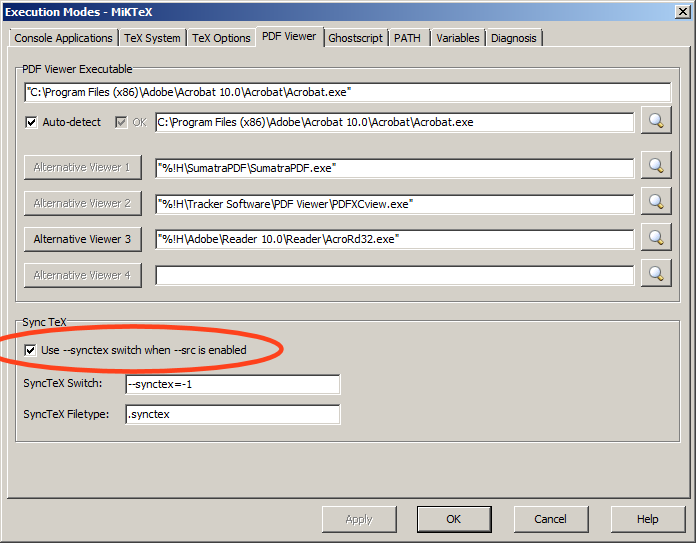 Execution Modes - MiKTeX
Console Applications TeX System TeX Options PDF Viewer Ghostscript PATH Variables Diagnosis
PDF Viewer Executable
"C:\Program Files (x86)\Adobe\Acrobat 10.0\Acrobat\Acrobat.exe"
Auto-detect OK C:\Program Files (x86)\Adobe\Acrobat 10.0\Acrobat\Acrobat.exe
Alternative Viewer 1 "%!H\SumatraPDF\SumatraPDF.exe"
Alternative Viewer 2 "%!H\Tracker Software\PDF Viewer\PDFXCview.exe"
Alternative Viewer 3 "%!H\Adobe\Reader 10.0\Reader\AcroRd32.exe"
Alternative Viewer 4
Sync TeX
Use --synctex switch when --src is enabled
SyncTeX Switch: --synctex=-1
SyncTeX Filetype: .synctex
Apply OK Cancel Help